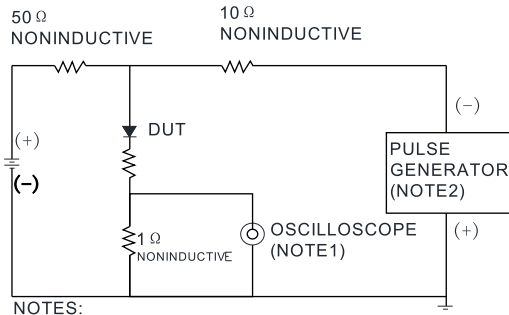 50 Ω
NONINDUCTIVE
10 Ω
NONINDUCTIVE
(+)
(-)
DUT
1 Ω
NONINDUCTIVE
OSCILLOSCOPE
(NOTE1)
(-)
PULSE
GENERATOR
(NOTE2)
(+)
NOTES: